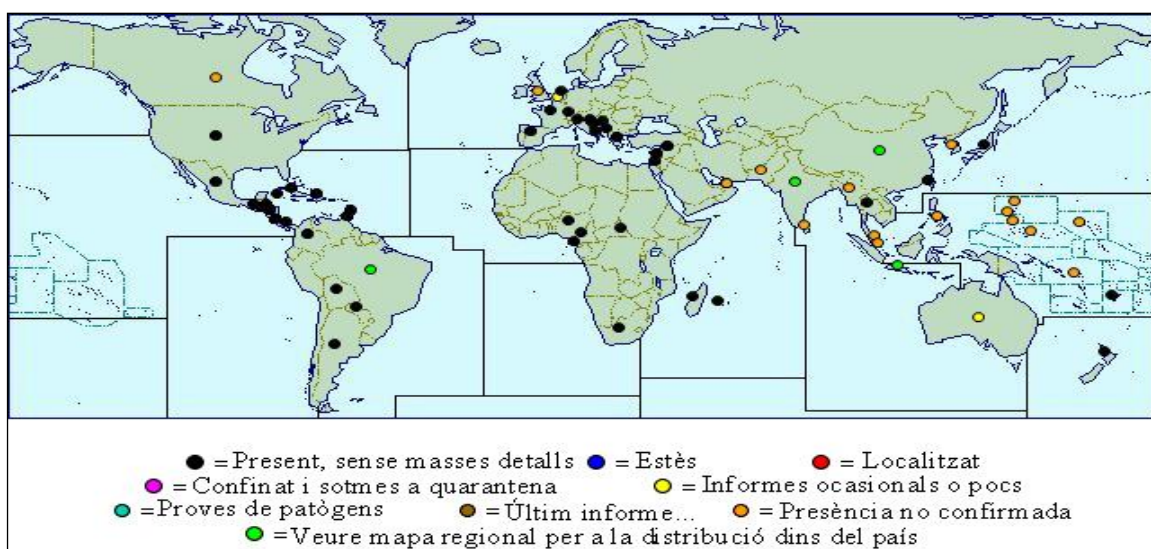 = Present, sense masses detalls = Estès = Localitzat
= Confinat i sotmes a quarantena = Informes ocasionals o pocs
=Proves de patògens = Últim informe... = Presència no confirmada
=Veure mapa regional per a la distribució dins del país